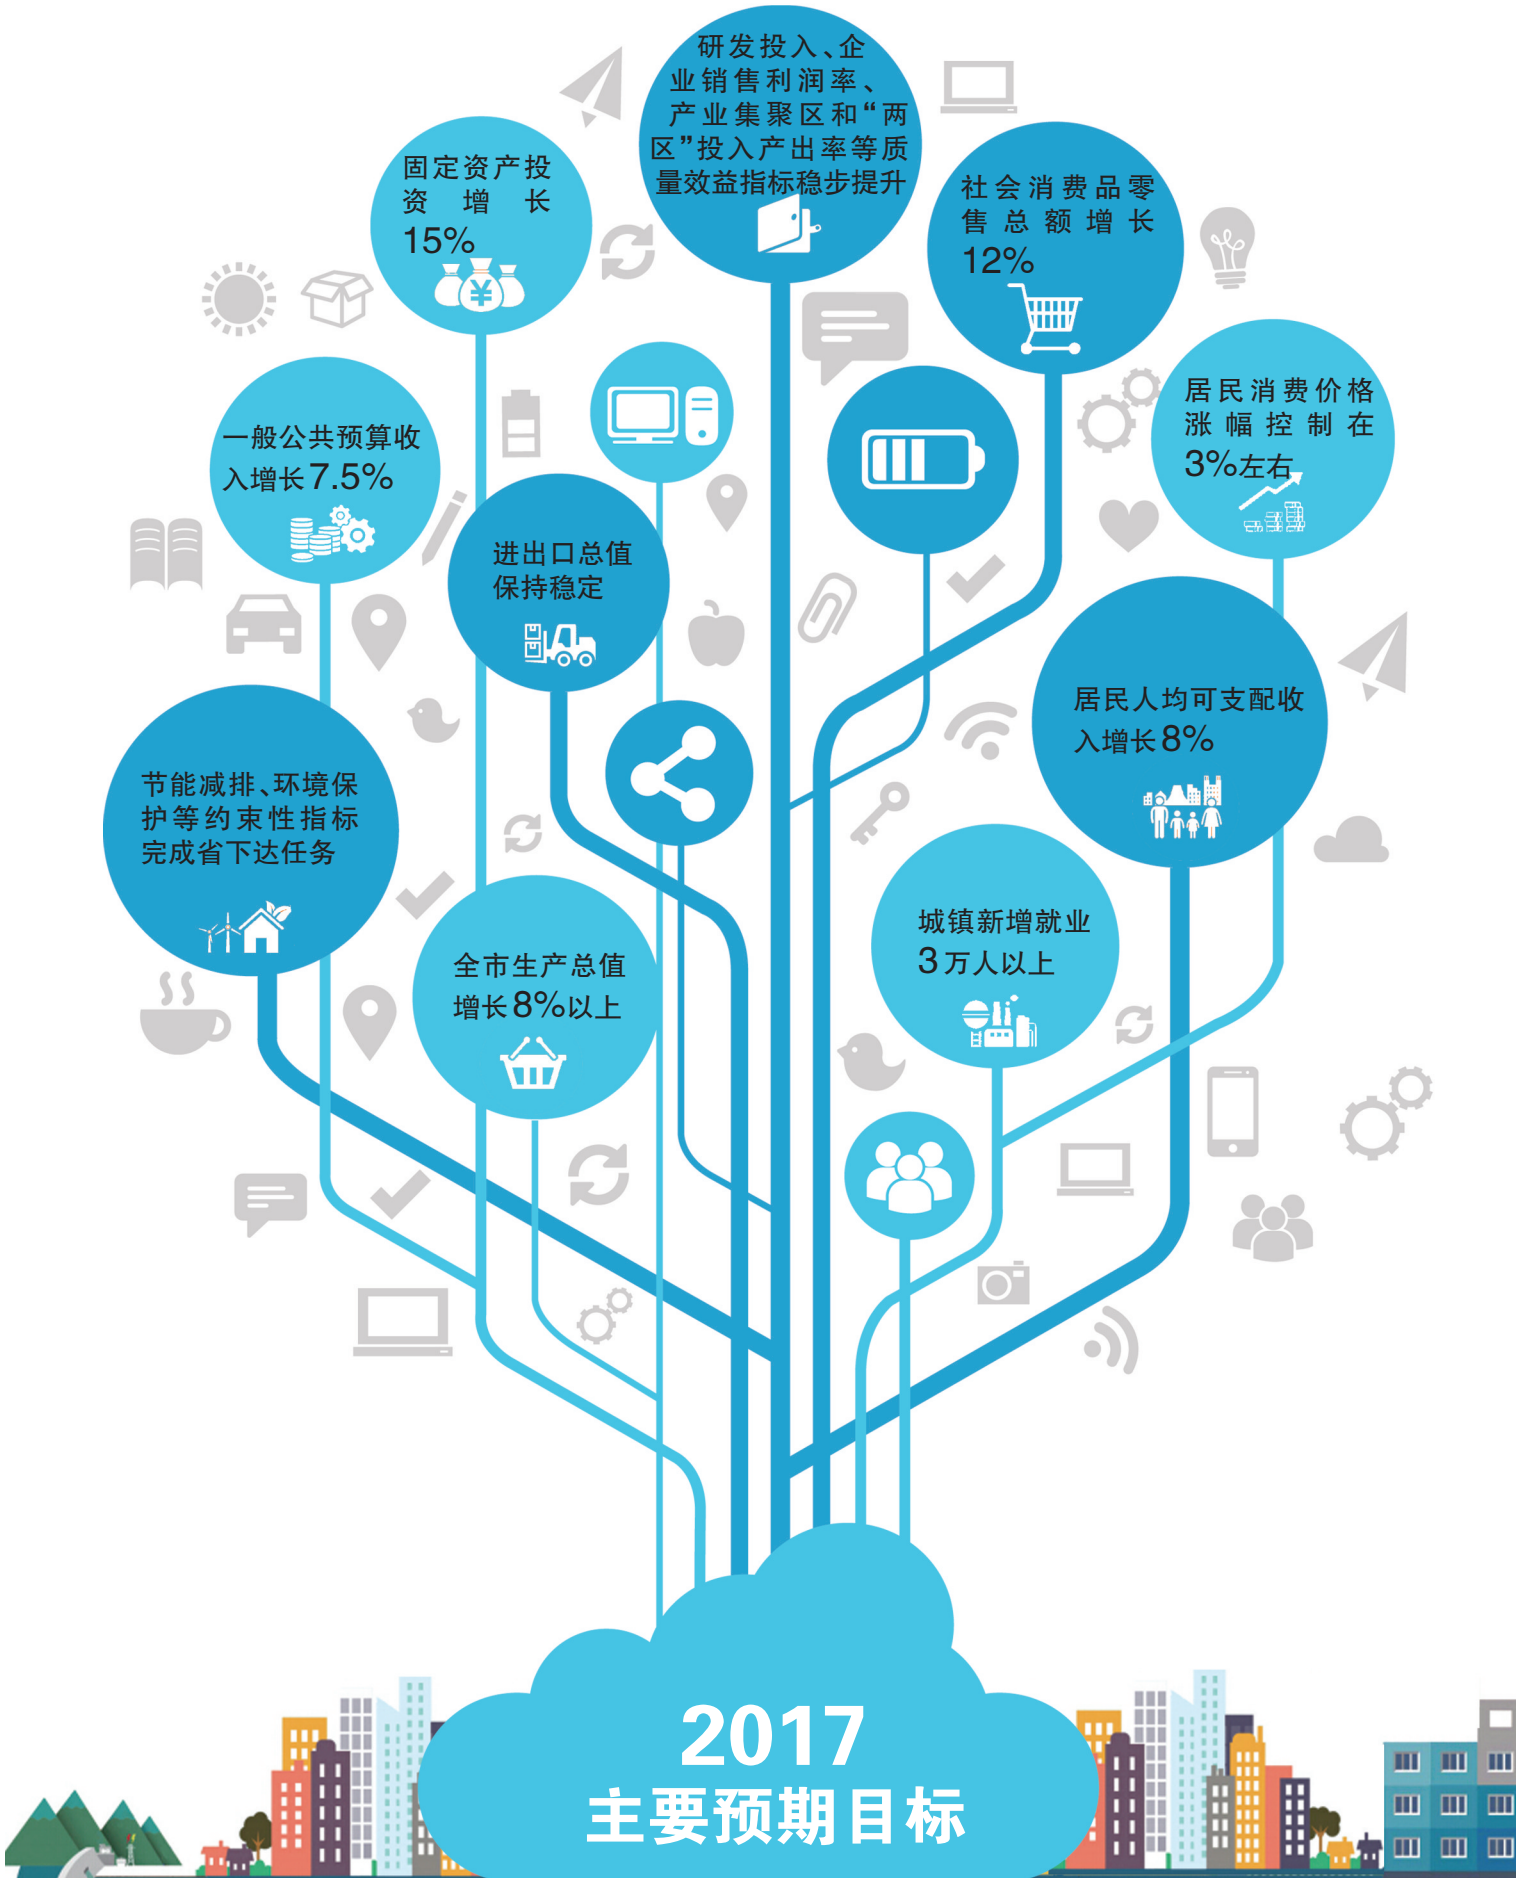 研发投入、企
业销售利润率、
产业集聚区和“两
区”投入产出率等质
量效益指标稳步提升
固定资产投
资增长
15%
社会消费品零
售总额增长
12%
居民消费价格
涨幅控制在
3%左右
一般公共预算收
入增长7.5%
进出口总值
保持稳定
居民人均可支配收
入增长8%
节能减排、环境保
护等约束性指标
完成省下达任务
城镇新增就业
3万人以上
全市生产总值
增长8%以上
2017
主要预期目标